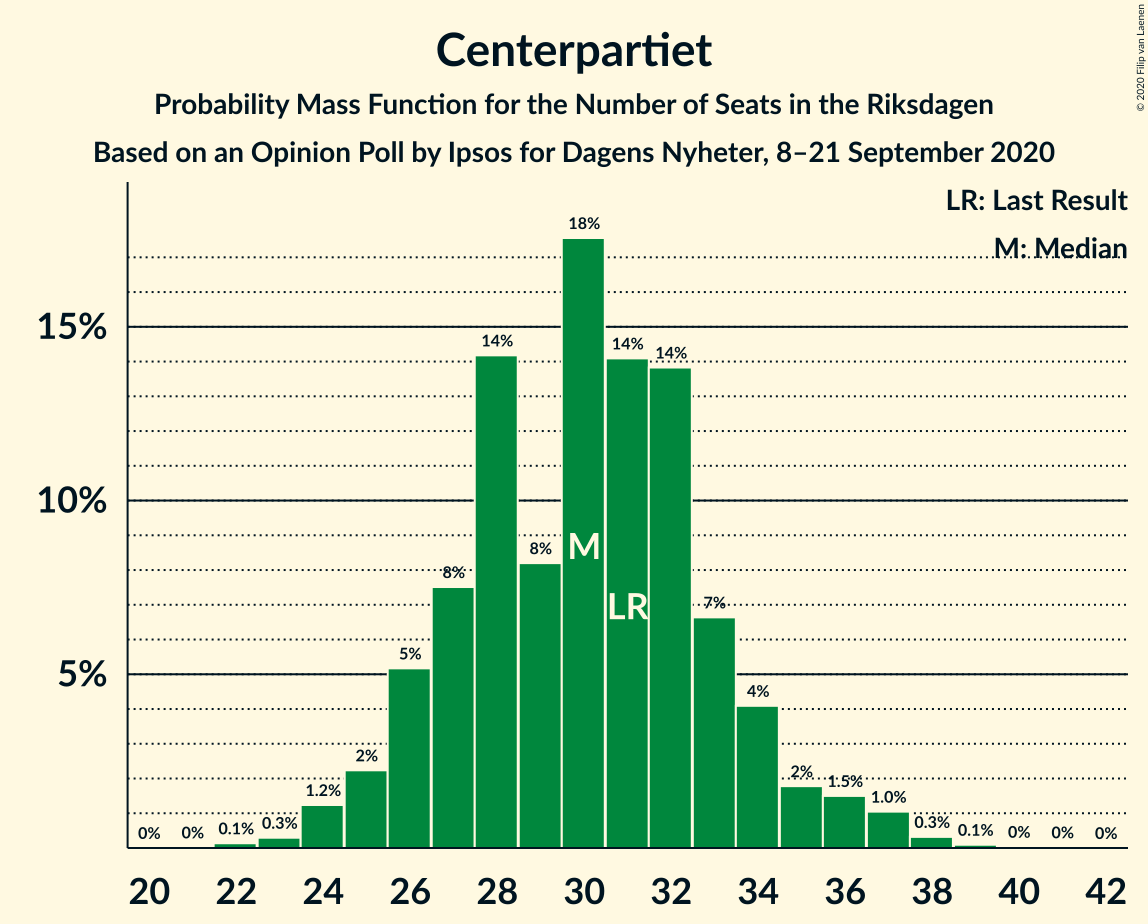 Centerpartiet
Probability Mass Function for the Number of Seats in the Riksdagen
Based on an Opinion Poll by Ipsos for Dagens Nyheter, 8–21 September 2020
© 2020 Filip van Laenen
LR: Last Result
M: Median
15%
10%
5%
0%
0%
0.1%
0.3%
1.2%
2%
5%
8%
14%
8%
18%
14%
14%
7%
4%
2%
1.5%
1.0%
0.3%
0.1%
0%
0%
0%
M
LR
20 22 24 26 28 30 32 34 36 38 40 42